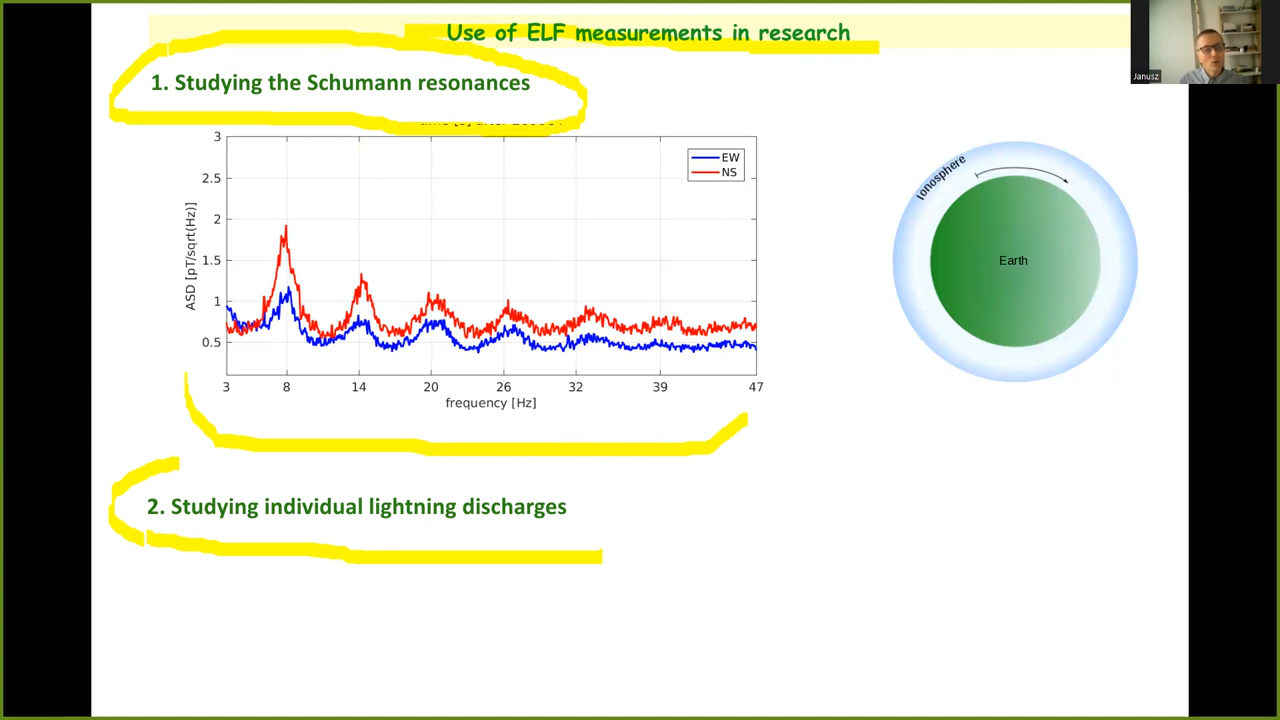 Use of ELF measurements in research
Janusz
1. Studying the Schumann resonances
3
2.5
2
1.5
1
0.5
ASD [pT/sqrt(Hz)]
EW
NS
3 8 14 20 26 32 39 47
frequency [Hz]
Ionosphere
Earth
2. Studying individual lightning discharges